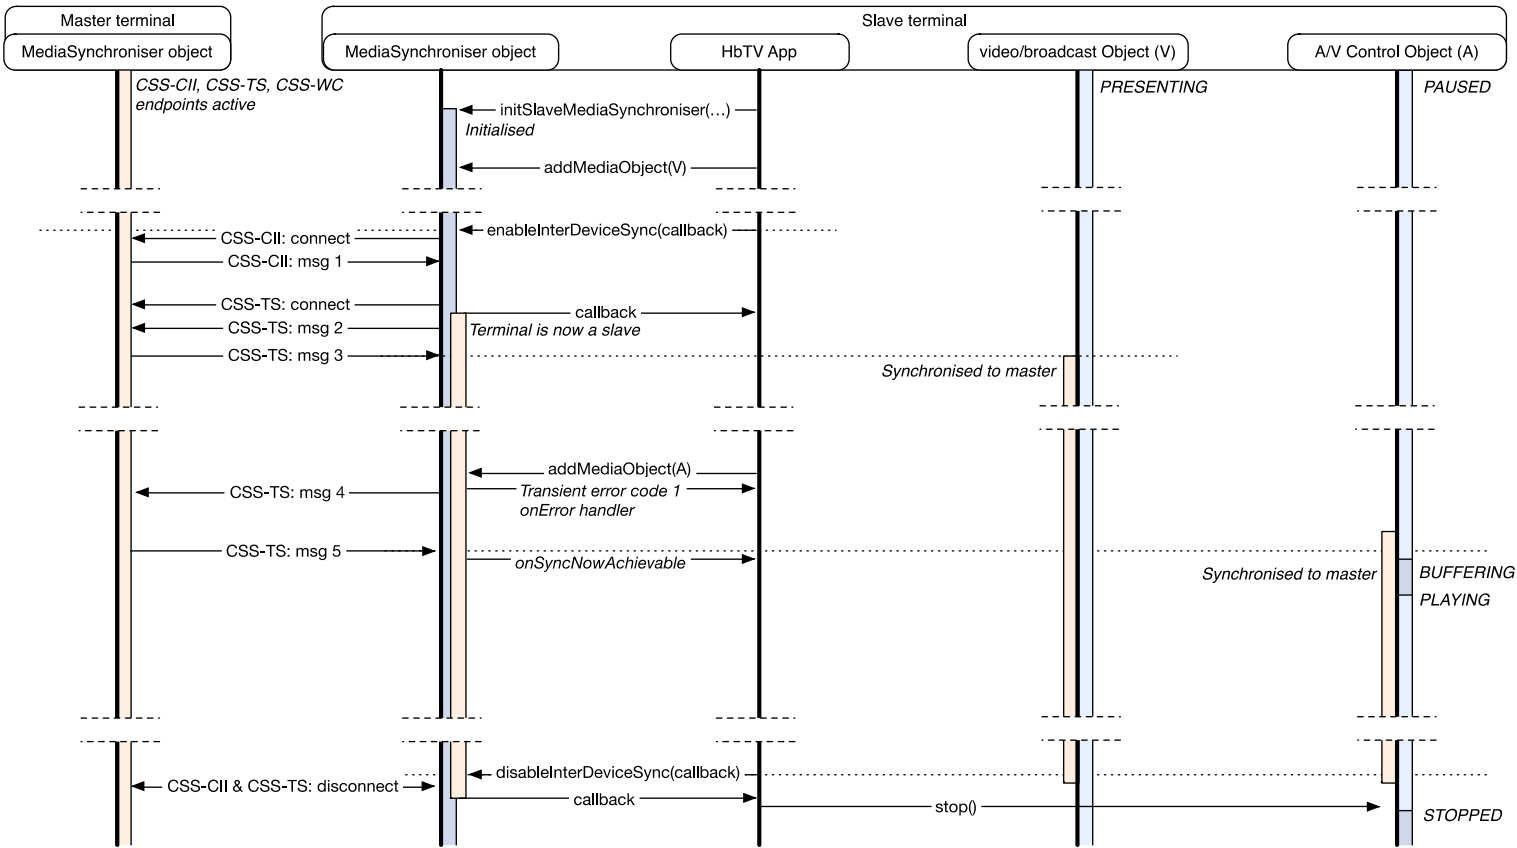 Master terminal
Slave terminal
MediaSynchroniser object
MediaSynchroniser object
HbTV App
video/broadcast Object (V)
A/V Control Object (A)
CSS-CII, CSS-TS, CSS-WC
endpoints active
PRESENTING
PAUSED
initSlaveMediaSynchroniser(…)
Initialised
addMediaObject(V)
enableInterDeviceSync(callback)
CSS-CII: connect
CSS-CII: msg 1
CSS-TS: connect
callback
CSS-TS: msg 2
Terminal is now a slave
CSS-TS: msg 3
Synchronised to master
addMediaObject(A)
CSS-TS: msg 4
Transient error code 1
onError handler
CSS-TS: msg 5
onSyncNowAchievable
Synchronised to master
BUFFERING
PLAYING
disableInterDeviceSync(callback)
CSS-CII & CSS-TS: disconnect
callback
stop()
STOPPED